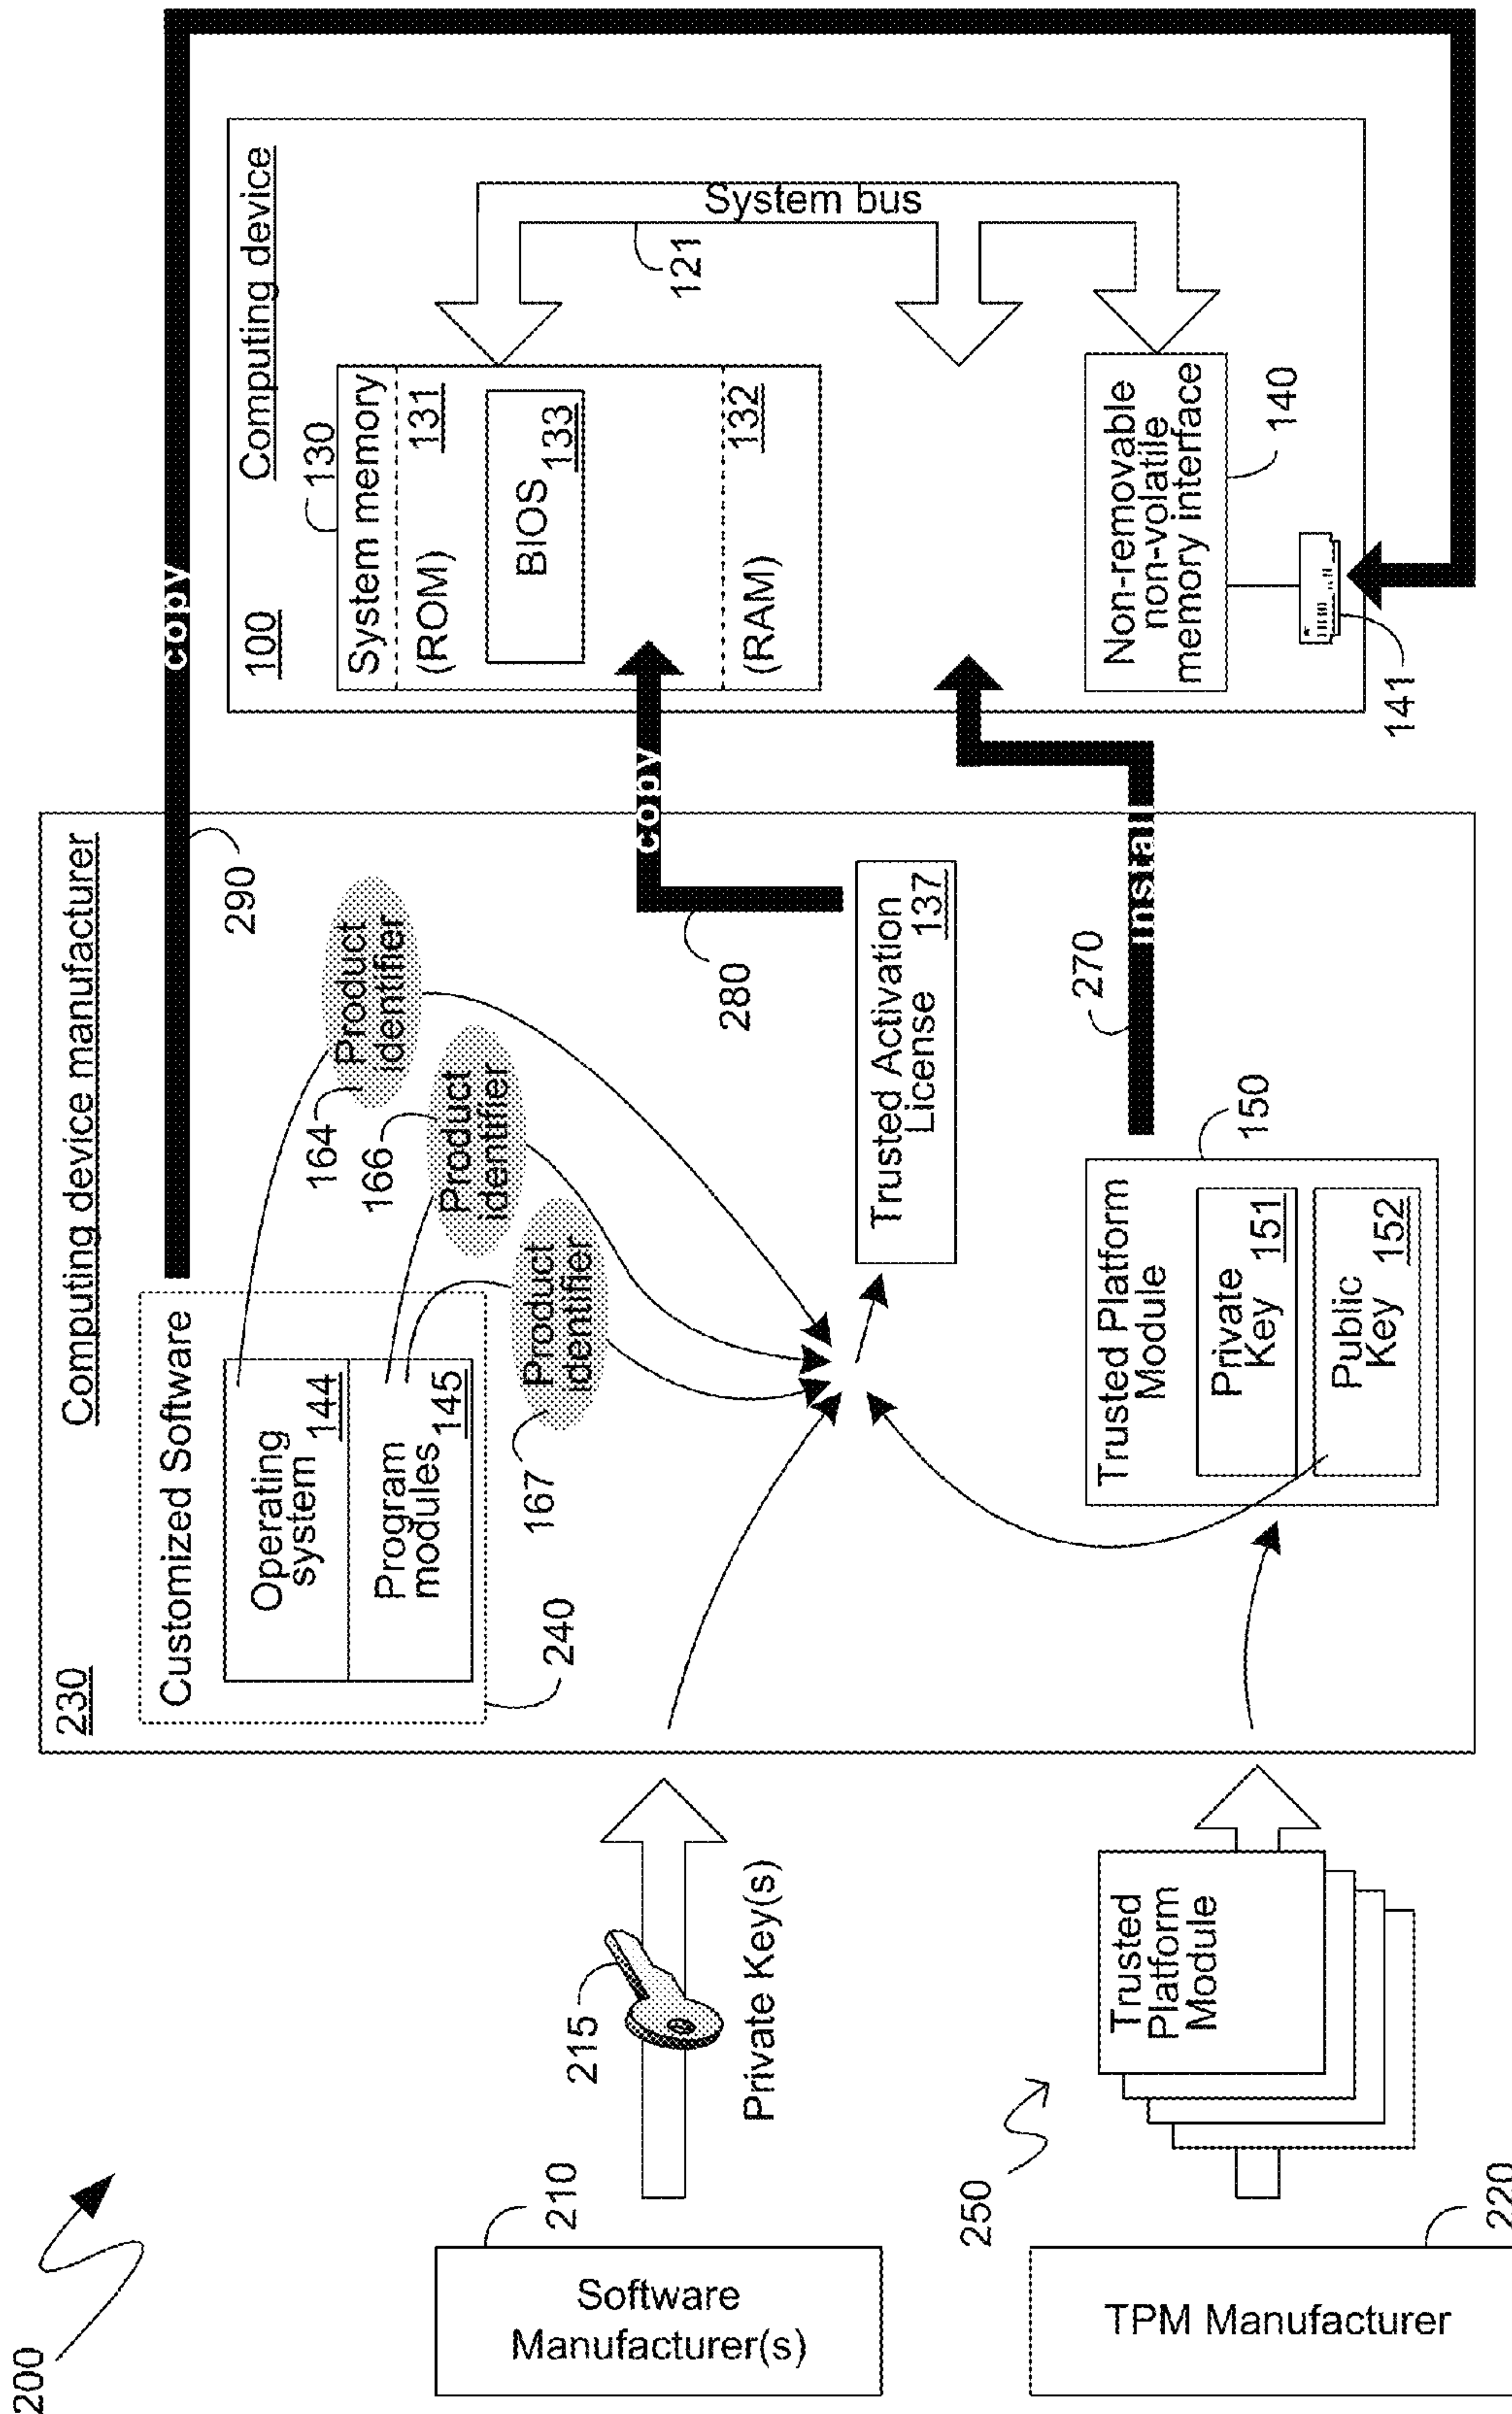 200
Software
Manufacturer(s)
210
215
Private Key(s)
TPM Manufacturer
220
250
Trusted
Platform
Module
230
Computing device manufacturer
Customized Software
Operating
system 144
Program
modules 145
240
164
Product
identifier
166
Product
identifier
167
Product
identifier
290
copy
280
copy
Trusted Activation
License 137
270
install
150
Trusted Platform
Module
Private
Key 151
Public
Key 152
100
Computing device
130
System memory
(ROM) 131
BIOS
133
(RAM) 132
System bus
121
Non-removable
non-volatile
memory interface
140
141